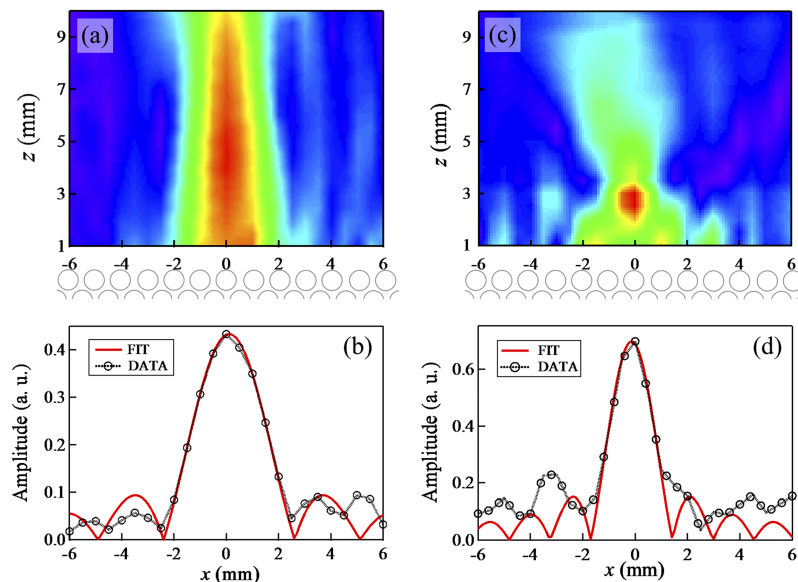 (a)
9
7
5
3
1
z (mm)
-6 -4 -2 0 2 4 6
(c)
9
7
5
3
1
z (mm)
-6 -4 -2 0 2 4 6
(b)
FIT
DATA
0.4
0.3
0.2
0.1
0.0
Amplitude (a. u.)
-6 -4 -2 0 2 4 6
x (mm)
(d)
FIT
DATA
0.6
0.4
0.2
0.0
Amplitude (a. u.)
-6 -4 -2 0 2 4 6
x (mm)